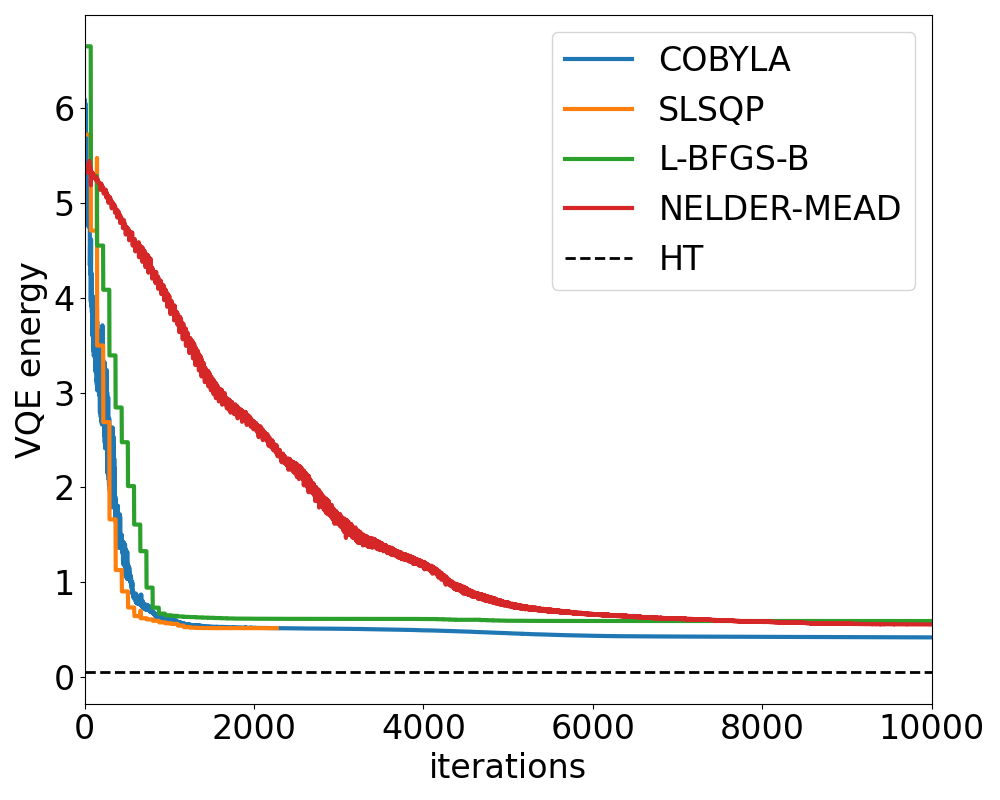 COBYLA
SLSQP
L-BFGS-B
NELDER-MEAD
HT
VQE energy
6
5
4
3
2
1
0
0 2000 4000 6000 8000 10000
iterations